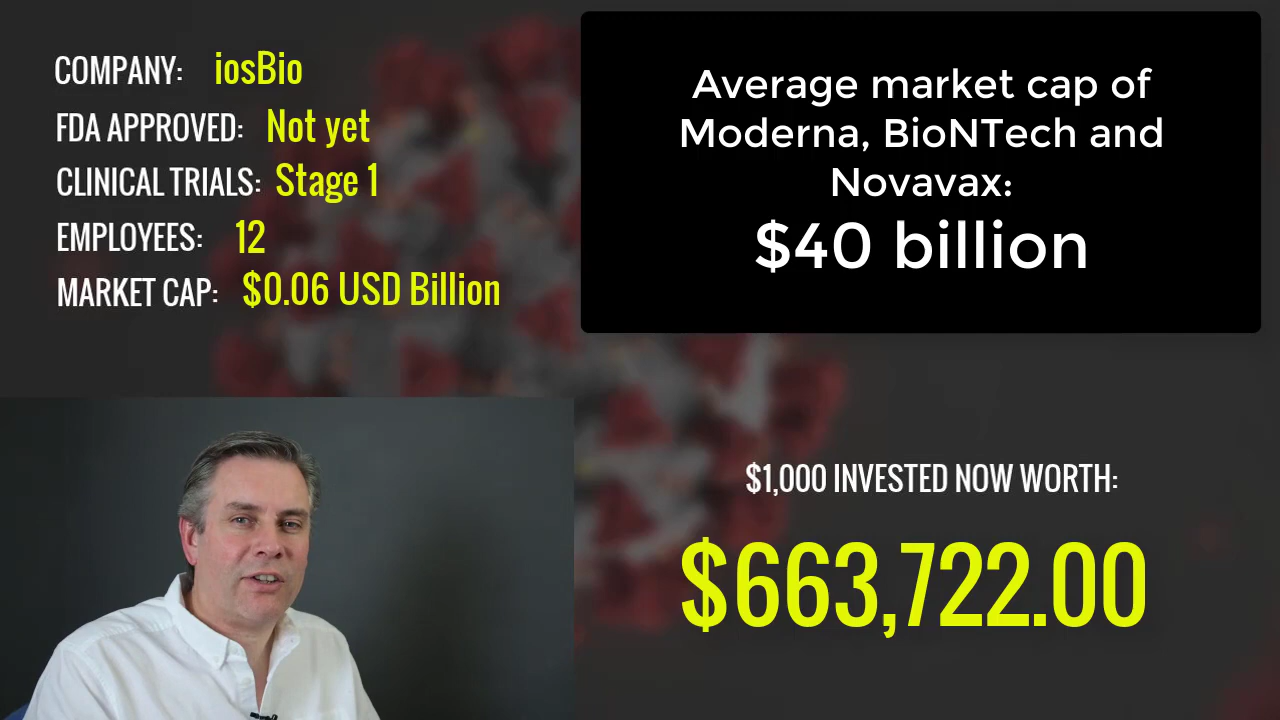 COMPANY: iosBio
FDA APPROVED: Not yet
CLINICAL TRIALS: Stage 1
EMPLOYEES: 12
MARKET CAP: $0.06 USD Billion
Average market cap of
Moderna, BioNTech and
Novavax:
$40 billion
$1,000 INVESTED NOW WORTH:
$663,722.00